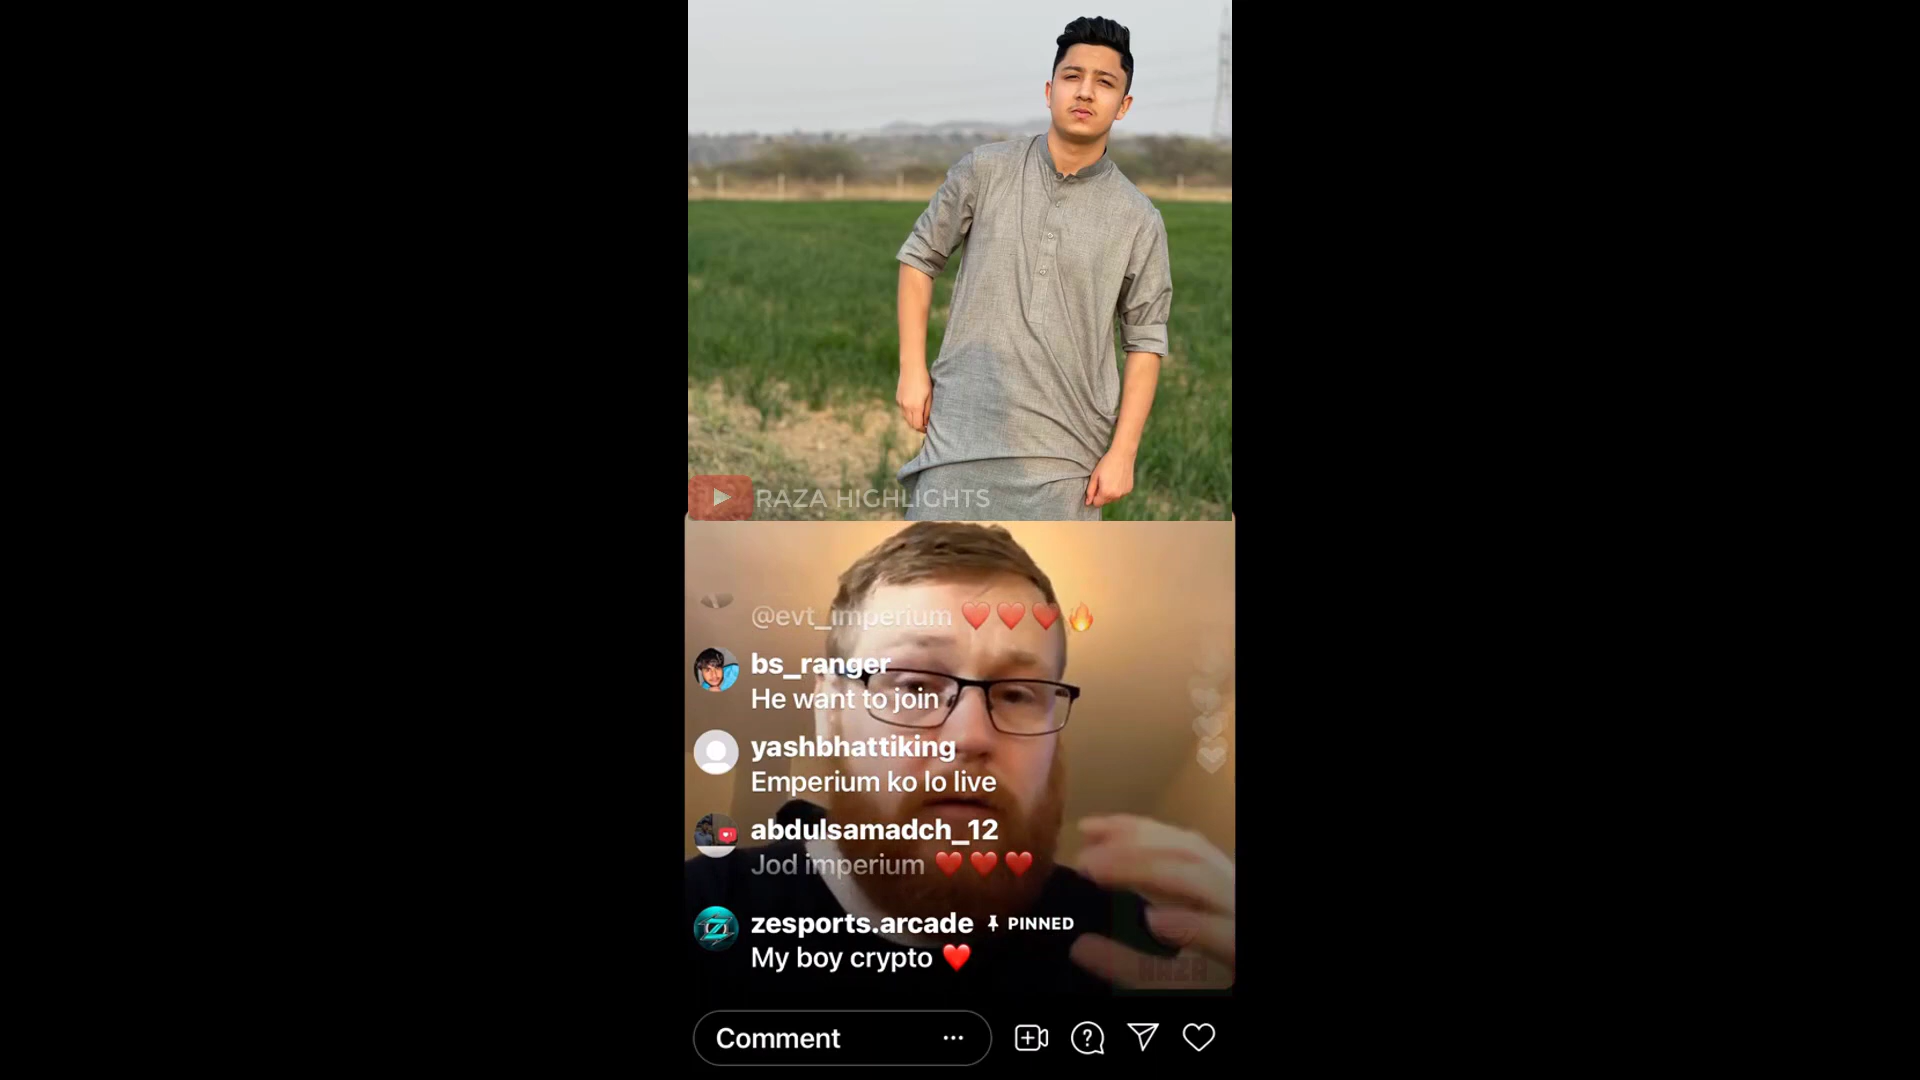 RAZA HIGHLIGHTS
@evt_imperium ❤️❤️❤️🔥
bs_ranger
He want to join
yashbhattiking
Emperium ko lo live
abdulsamadch_12
Jod imperium ❤️❤️❤️
zesports.arcade PINNED
My boy crypto ❤️
RAZA
Comment ...